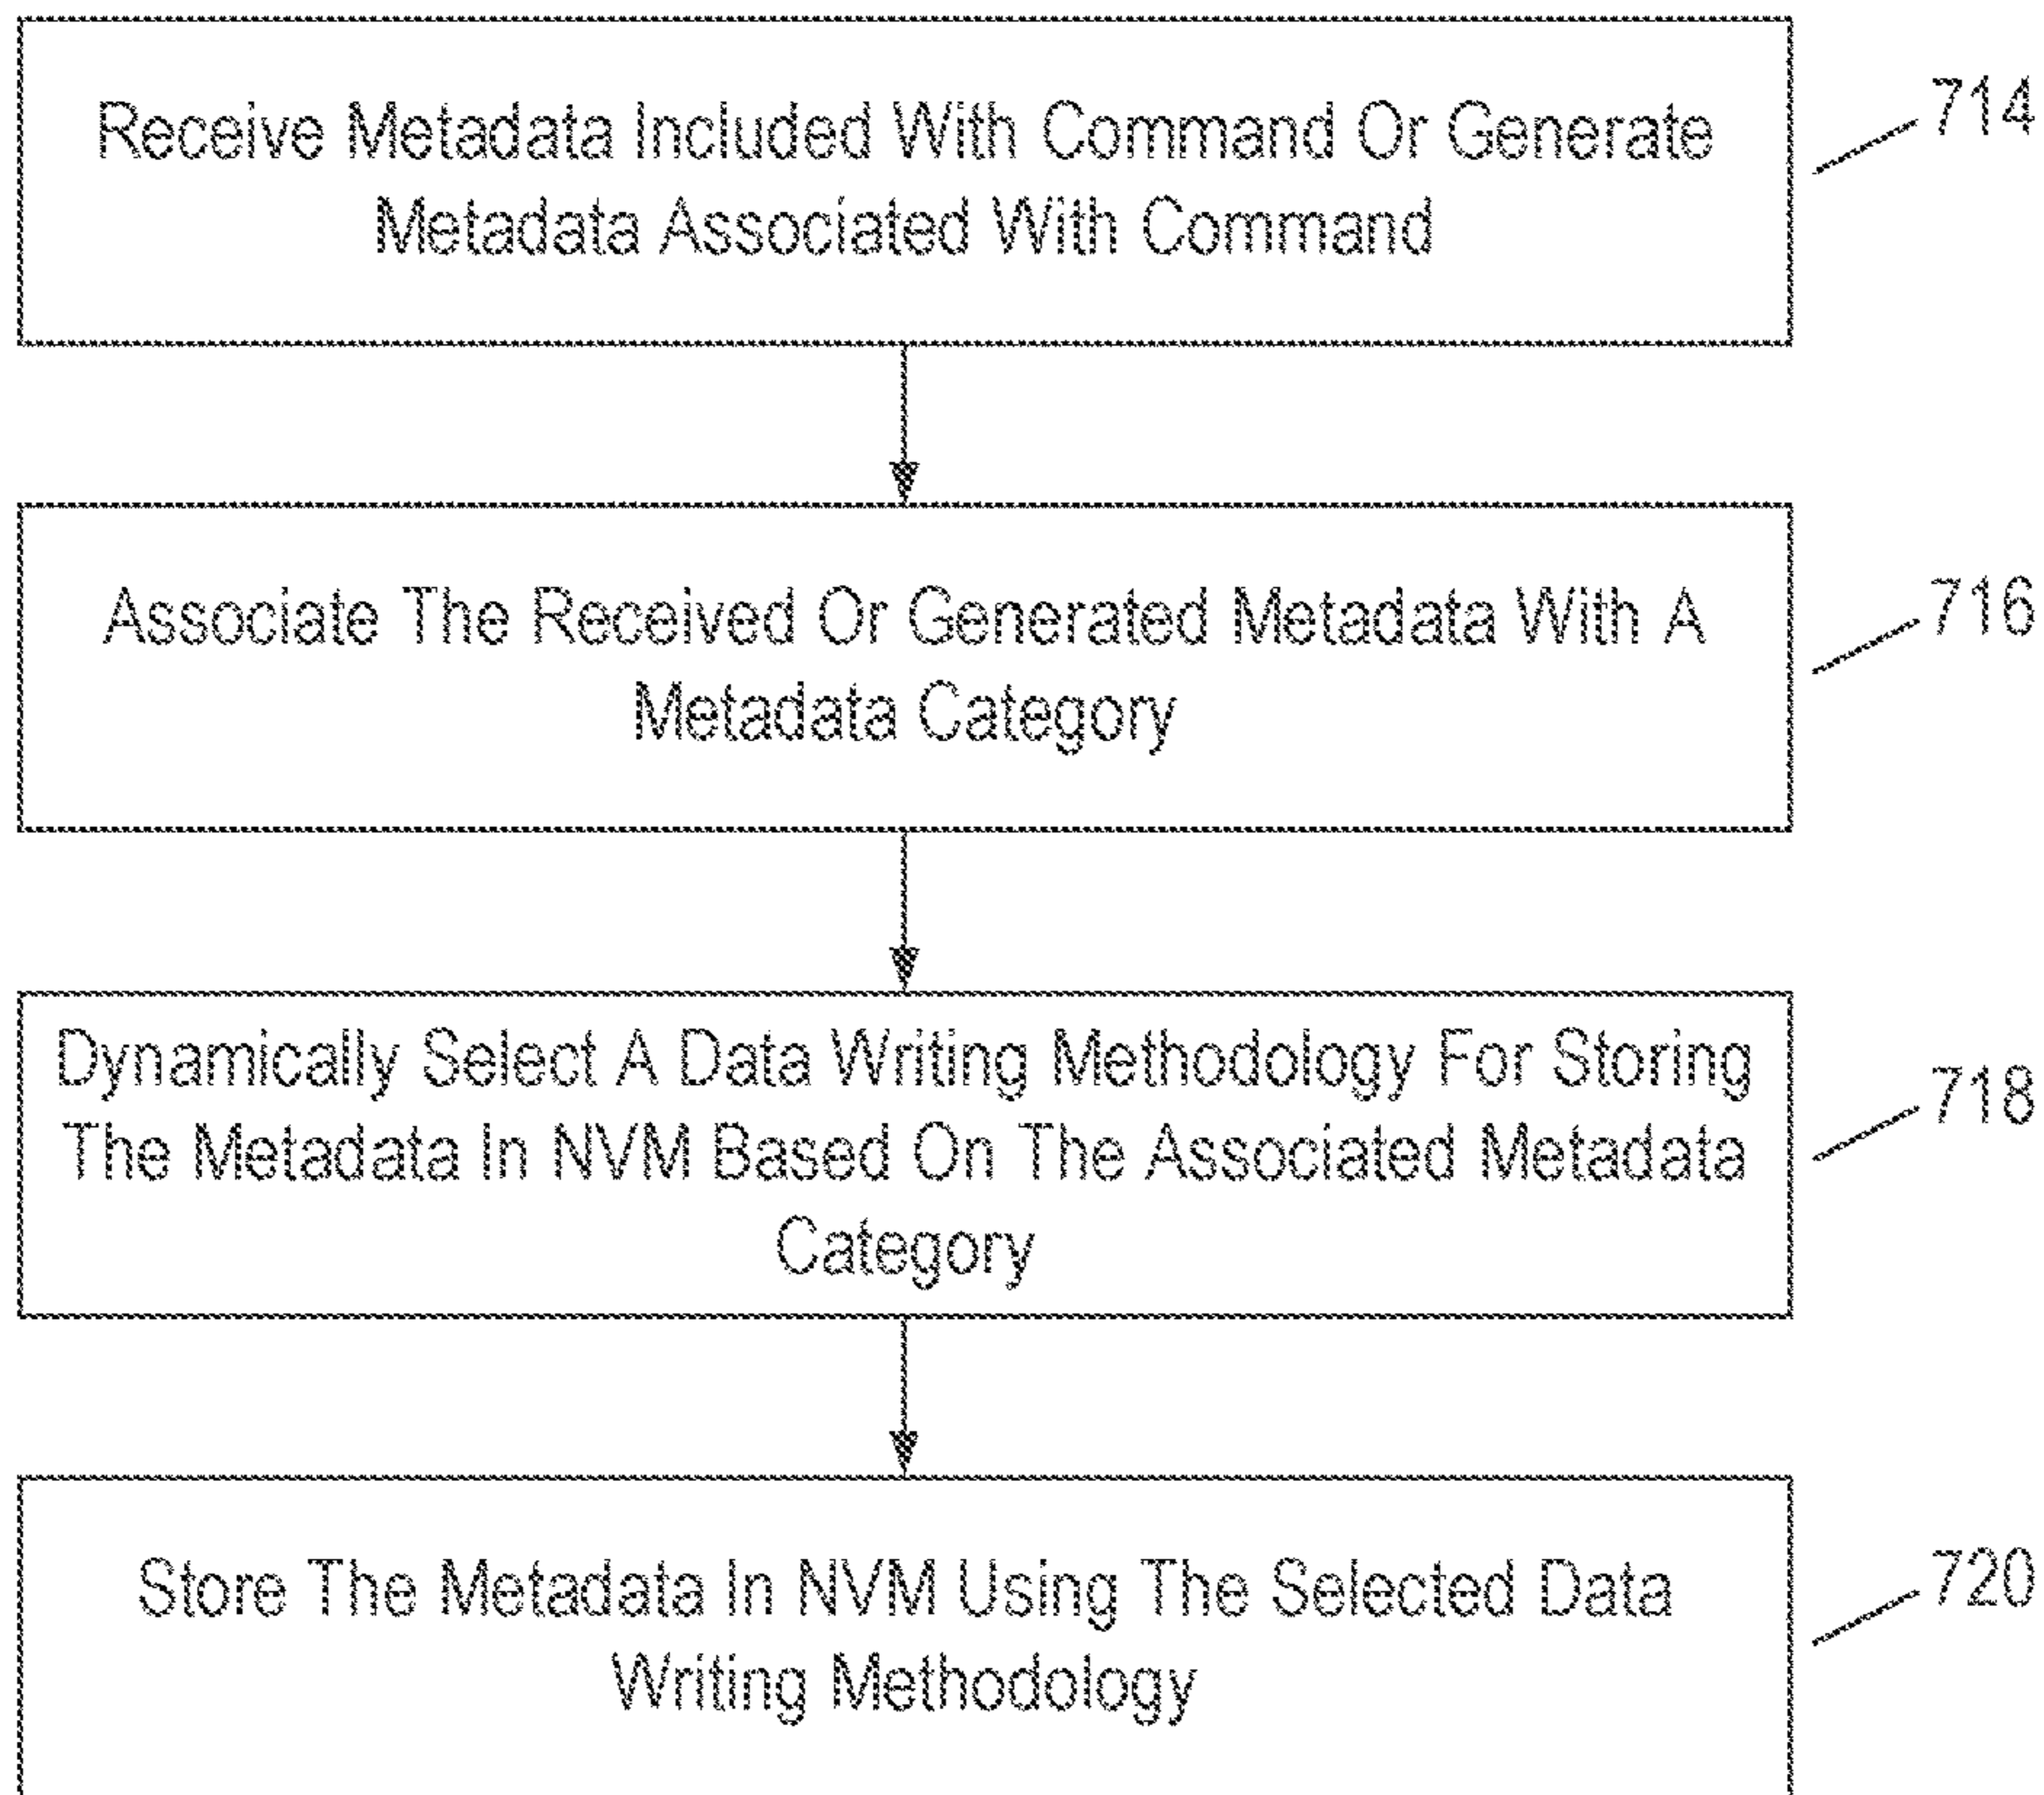 Receive Metadata Included With Command Or Generate
Metadata Associated With Command
714
Associate The Received Or Generated Metadata With A
Metadata Category
716
Dynamically Select A Data Writing Methodology For Storing
The Metadata In NVM Based On The Associated Metadata
Category
718
Store The Metadata In NVM Using The Selected Data
Writing Methodology
720